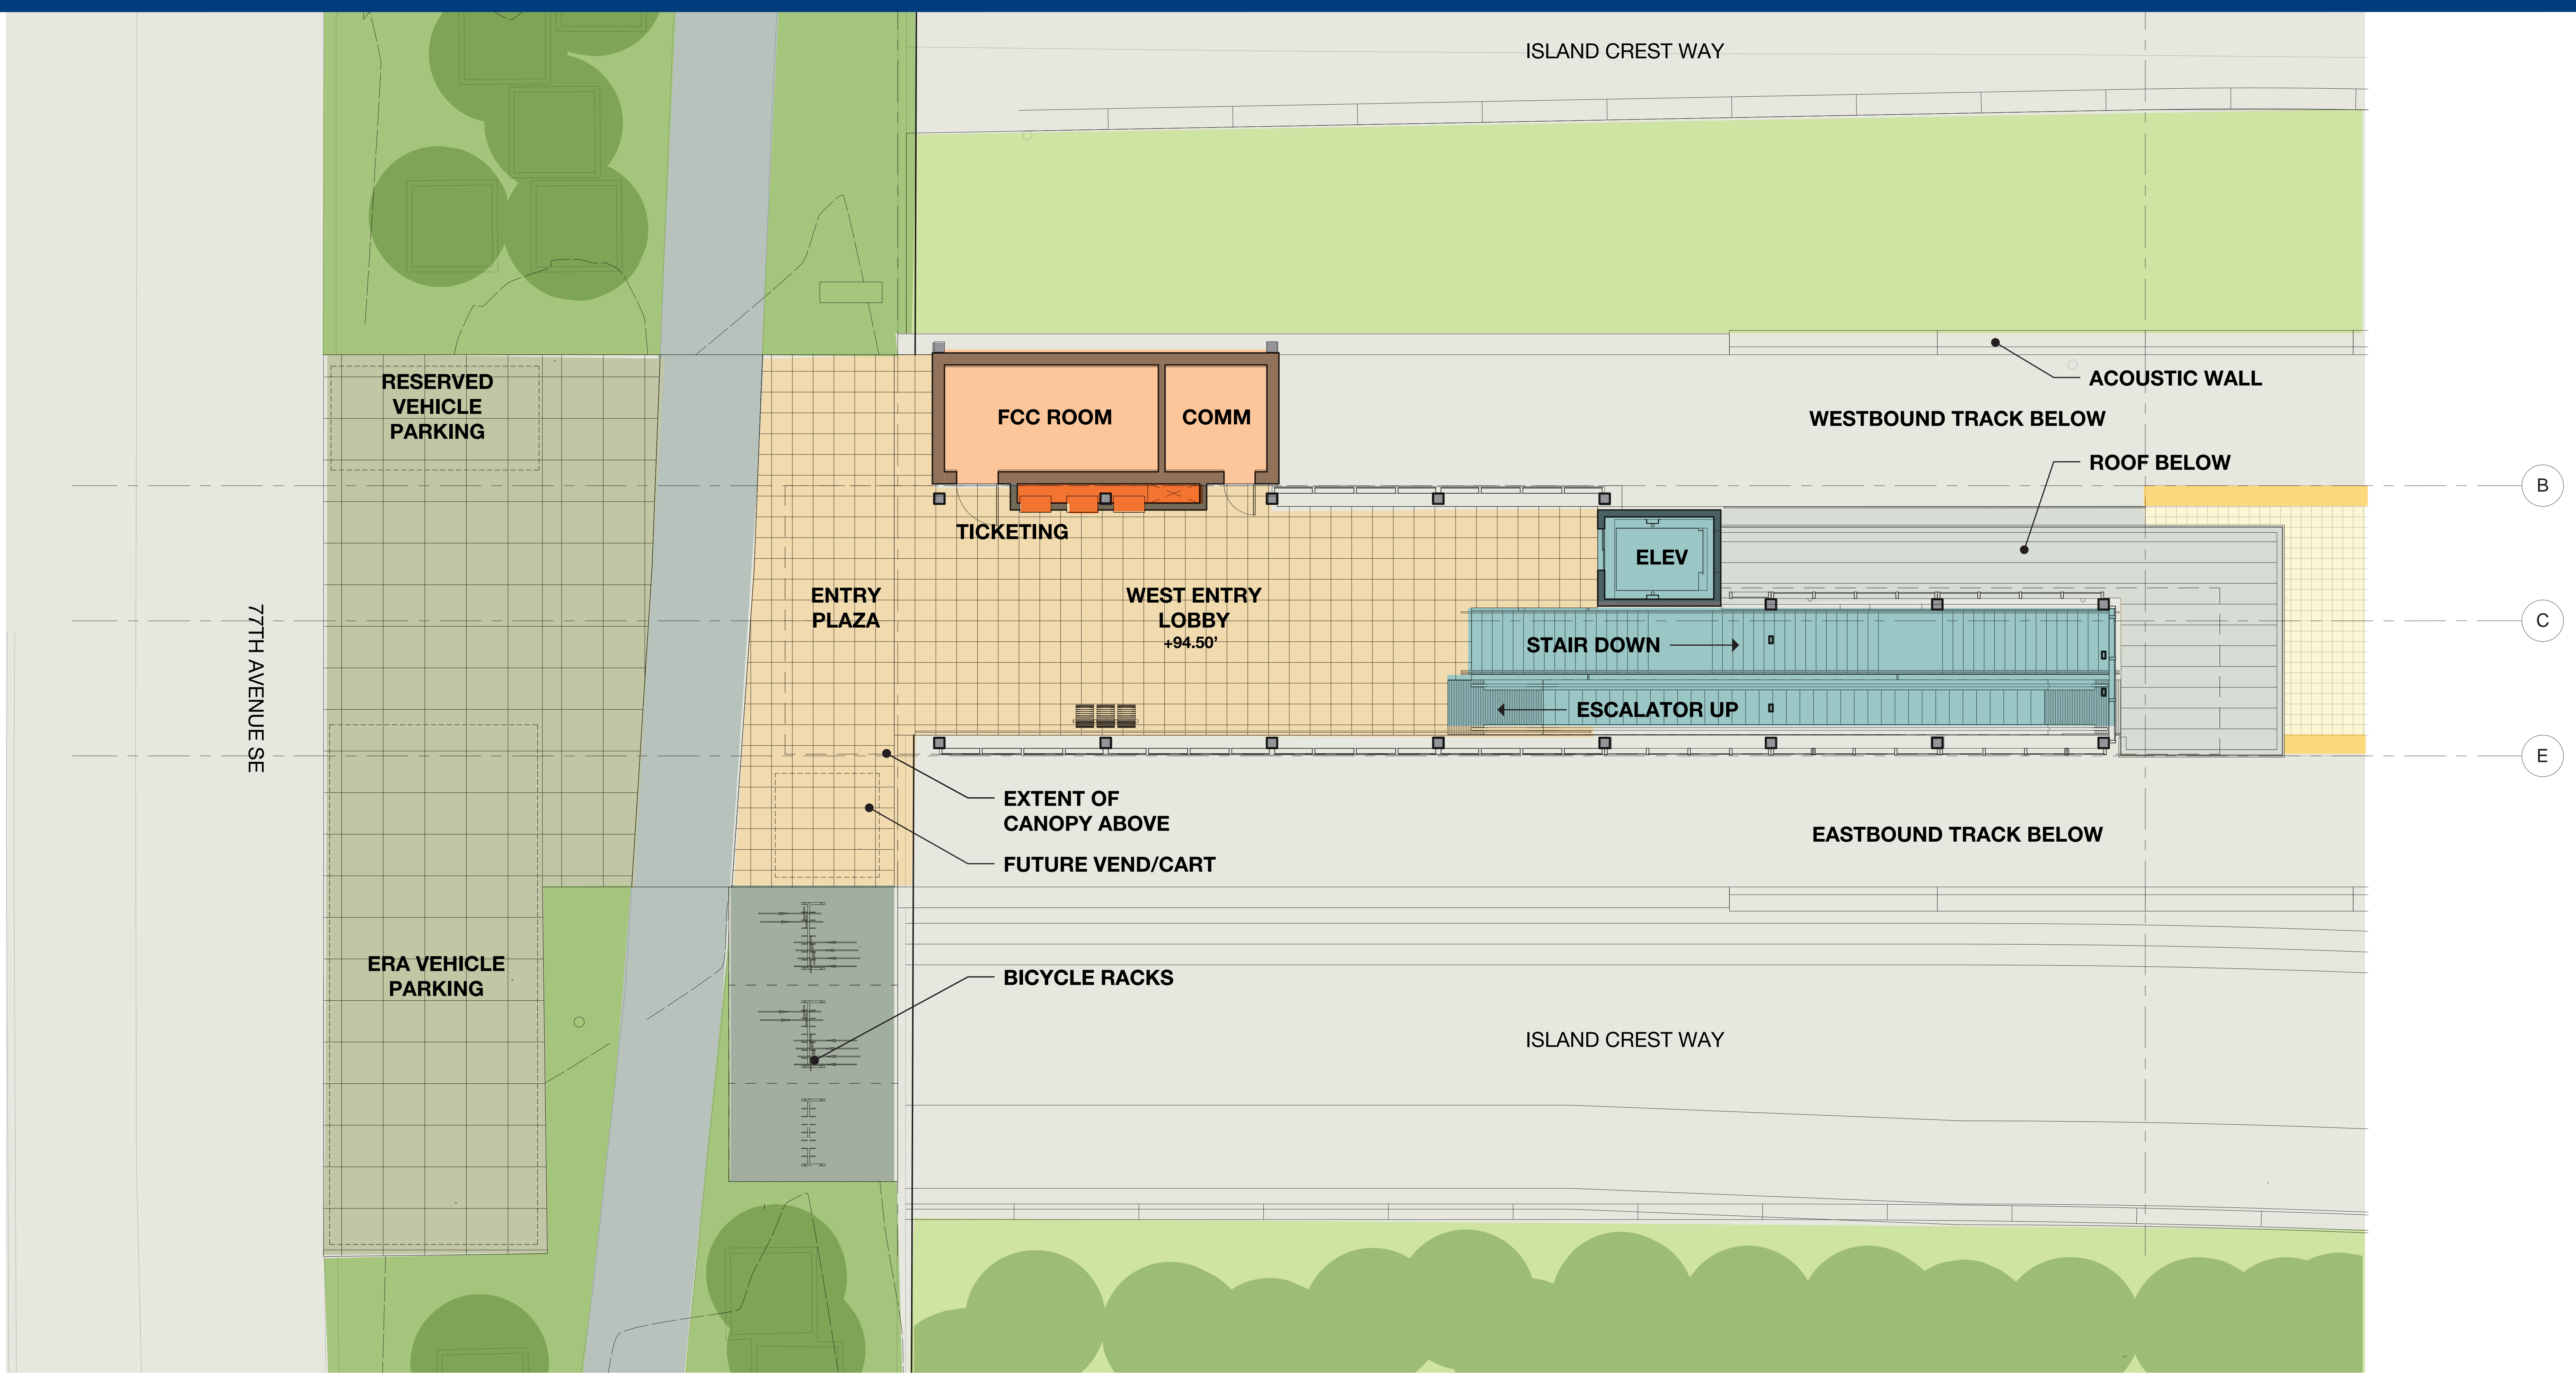 ISLAND CREST WAY
RESERVED
VEHICLE
PARKING
FCC ROOM
COMM
ACOUSTIC WALL
WESTBOUND TRACK BELOW
ROOF BELOW
B
TICKETING
ELEV
ENTRY
PLAZA
WEST ENTRY
LOBBY
+94.50’
C
STAIR DOWN
ESCALATOR UP
77TH AVENUE SE
E
EXTENT OF
CANOPY ABOVE
EASTBOUND TRACK BELOW
FUTURE VEND/CART
ERA VEHICLE
PARKING
BICYCLE RACKS
ISLAND CREST WAY